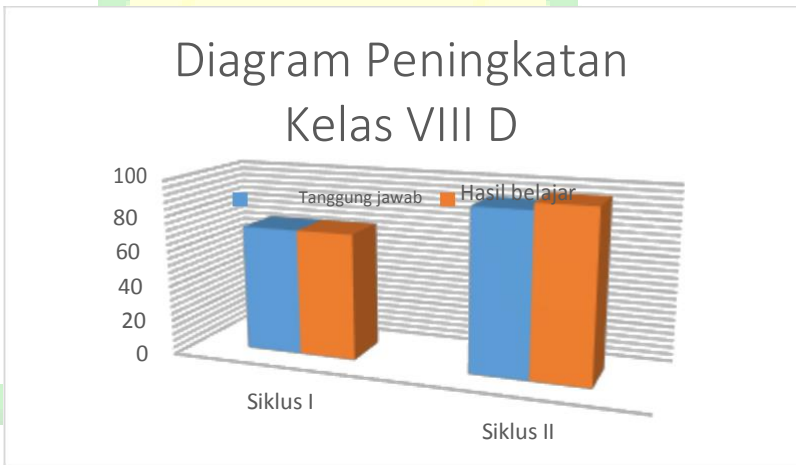 Diagram Peningkatan
Kelas VIII D
Tanggung jawab Hasil belajar
100
80
60
40
20
0
Siklus I
Siklus II